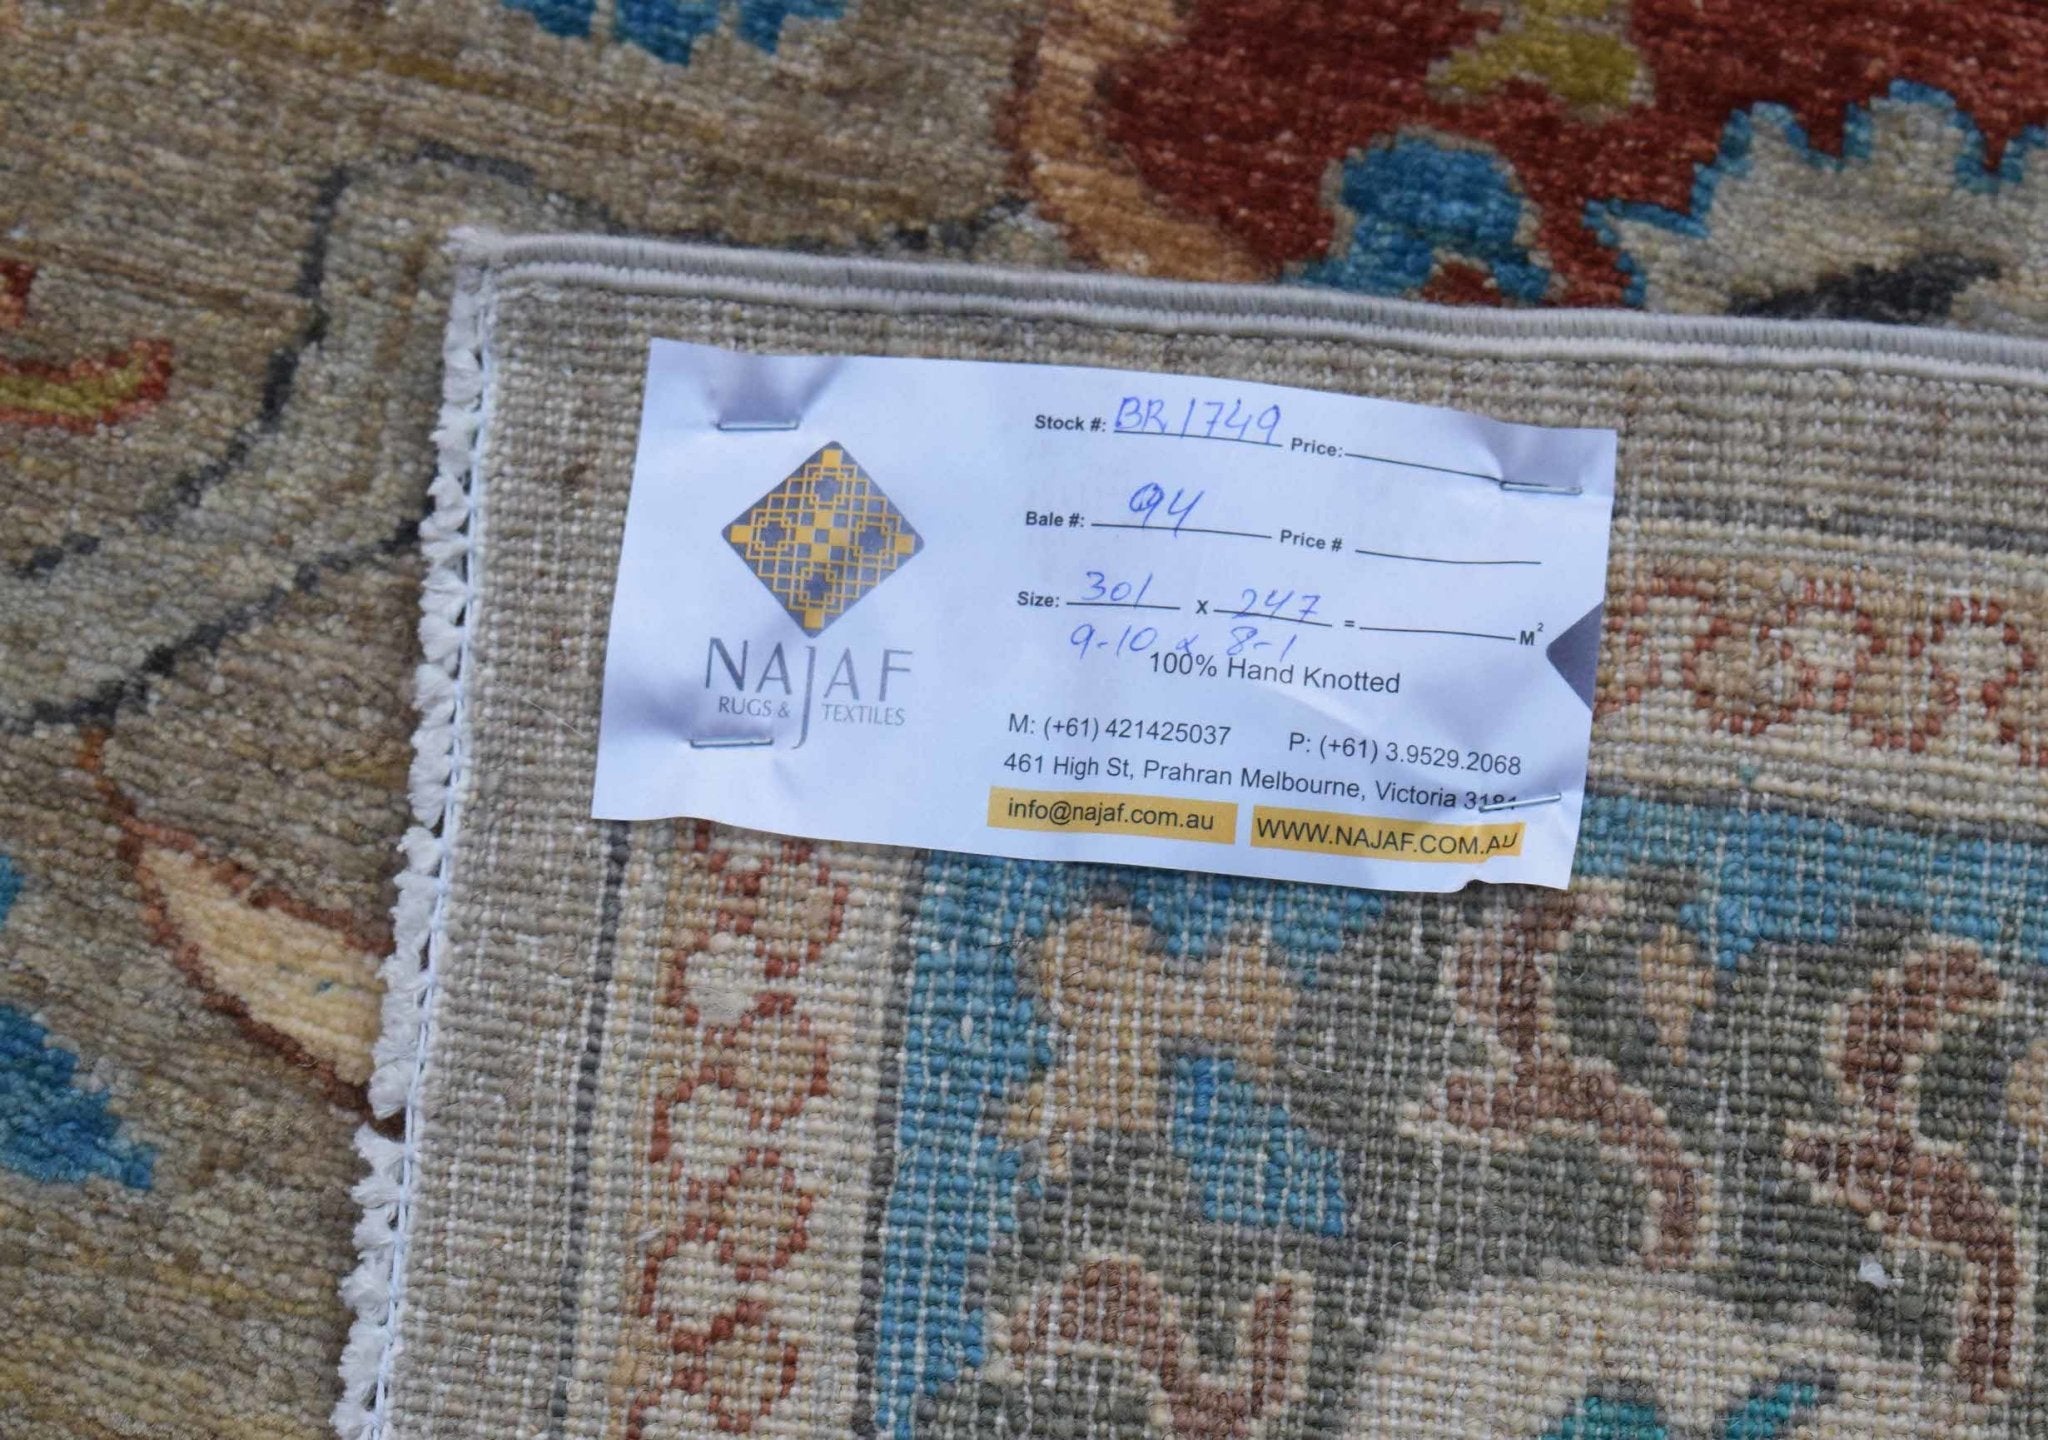 NAJAF
RUGS & TEXTILES
Stock #: BR1749 Price:
Bale #: 94 Price #
Size: 301 x 247 = M²
9-10 x 8-1
100% Hand Knotted
M: (+61) 421425037 P: (+61) 3.9529.2068
461 High St, Prahran Melbourne, Victoria 3181
info@najaf.com.au WWW.NAJAF.COM.AU